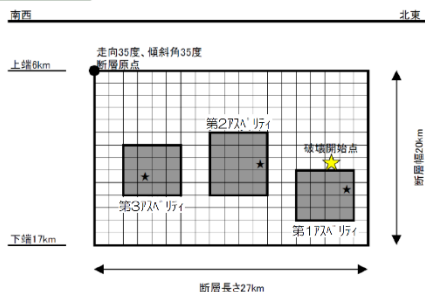 南西
北東
走向35度、傾斜角35度
上端6km
断層原点
第2アスペリティ
破壊開始点
断層幅20km
第3アスペリティ
第1アスペリティ
下端17km
断層長さ27km